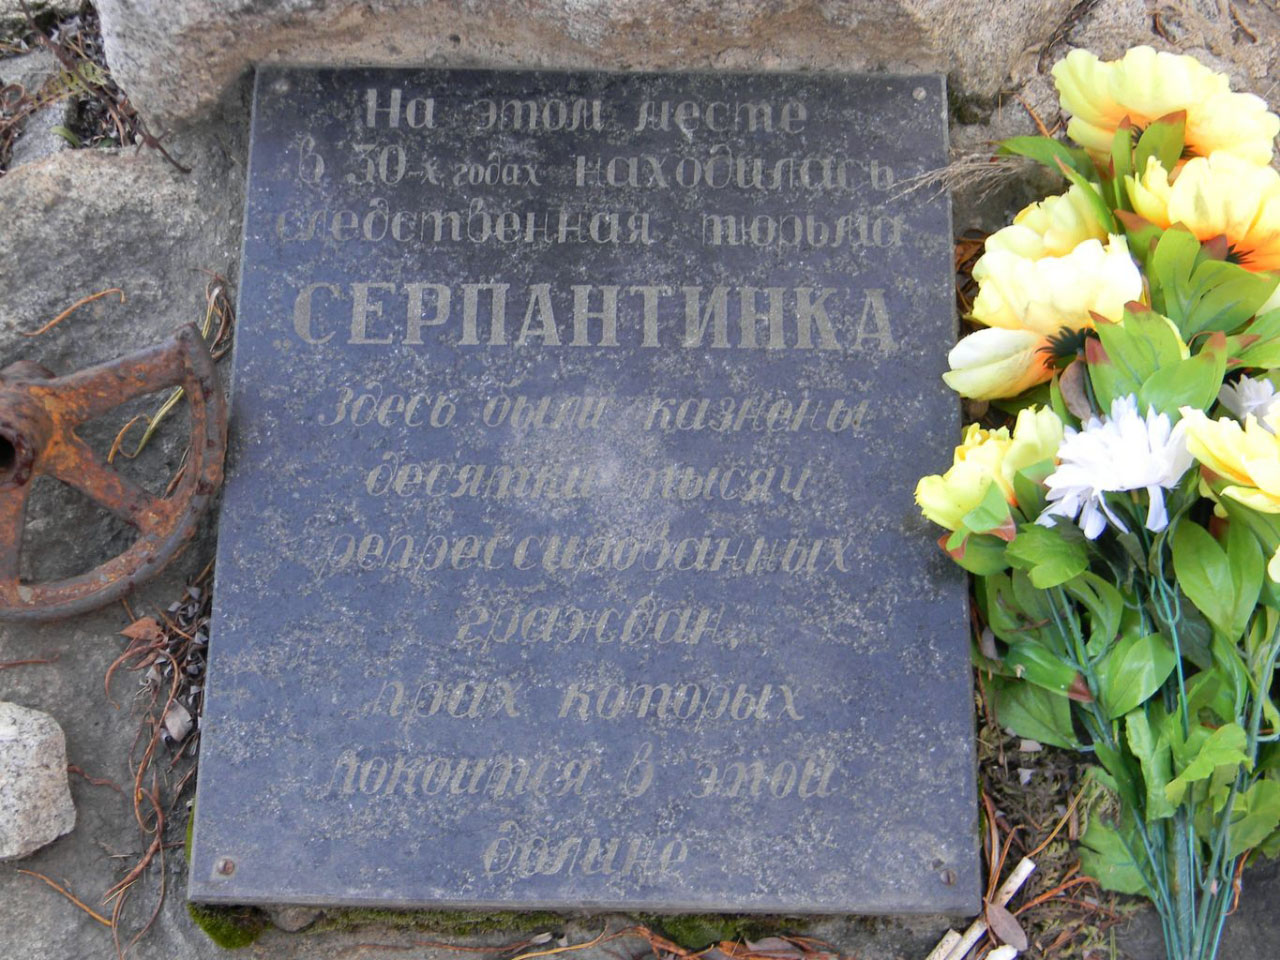 На этом месте
в 30-х годах находилась
следственная тюрьма
„СЕРПАНТИНКА
Здесь были казнены
десятки тысяч
репрессированных
граждан,
прах которых
покоится в этой
долине